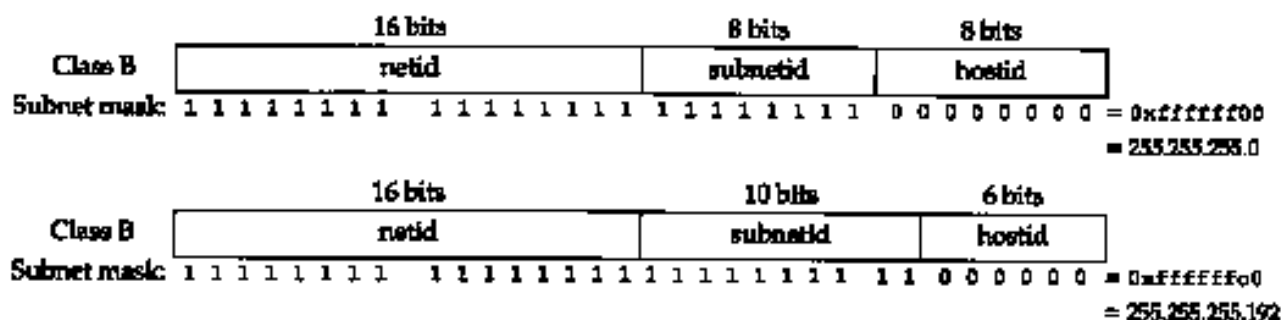 16 bits 8 bits 8 bits
Class B netid subnetid hostid
Subnet mask: 1 1 1 1 1 1 1 1 1 1 1 1 1 1 1 1 1 1 1 1 1 1 1 1 0 0 0 0 0 0 0 0 = 0xffffff00
= 255.255.255.0
16 bits 10 bits 6 bits
Class B netid subnetid hostid
Subnet mask: 1 1 1 1 1 1 1 1 1 1 1 1 1 1 1 1 1 1 1 1 1 1 1 1 1 1 0 0 0 0 0 0 = 0xffffffc0
= 255.255.255.192